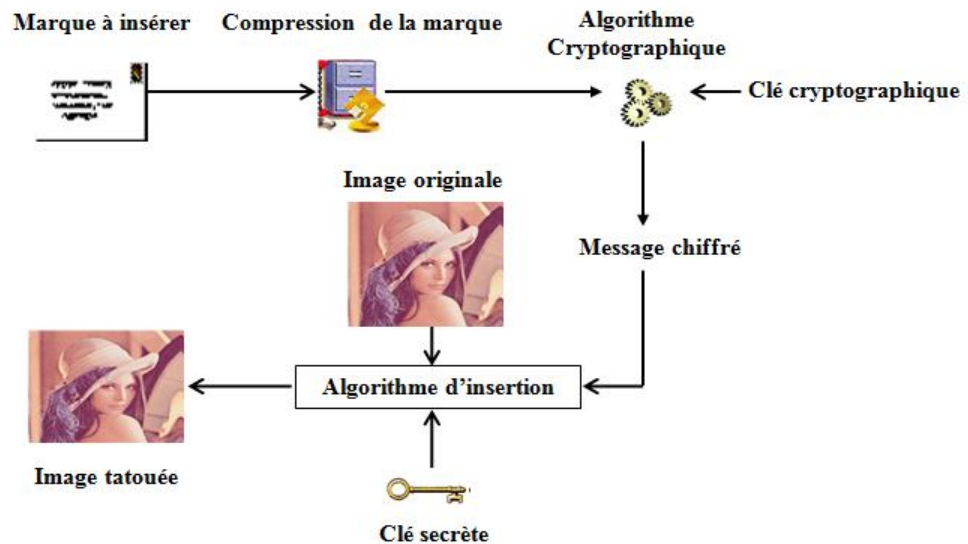 Marque à insérer
Compression de la marque
Algorithme
Cryptographique
Clé cryptographique
Image originale
Message chiffré
Algorithme d’insertion
Image tatouée
Clé secrète